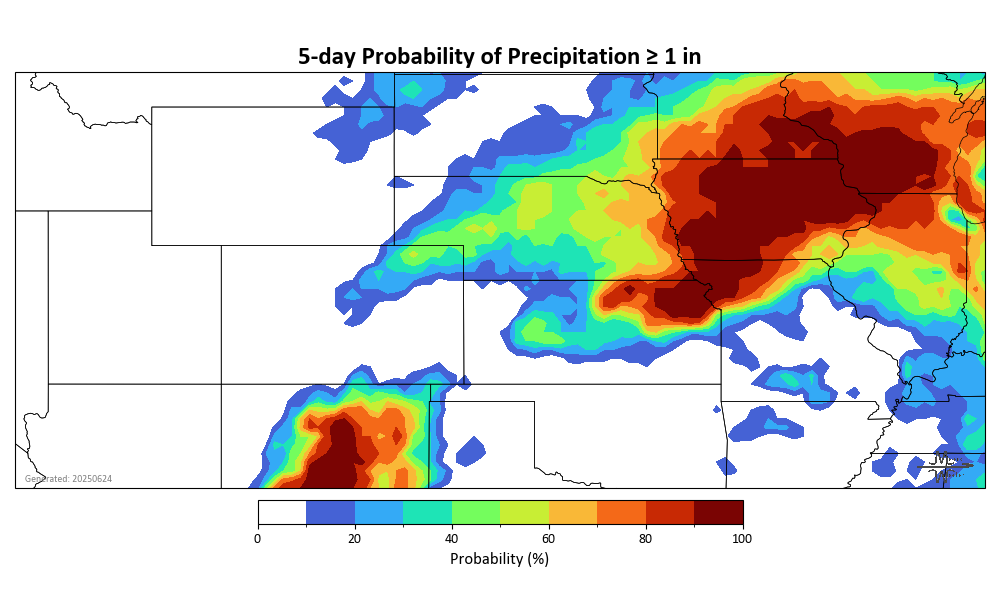 5-day Probability of Precipitation ≥ 1 in
Generated: 20250624
0 20 40 60 80 100
Probability (%)